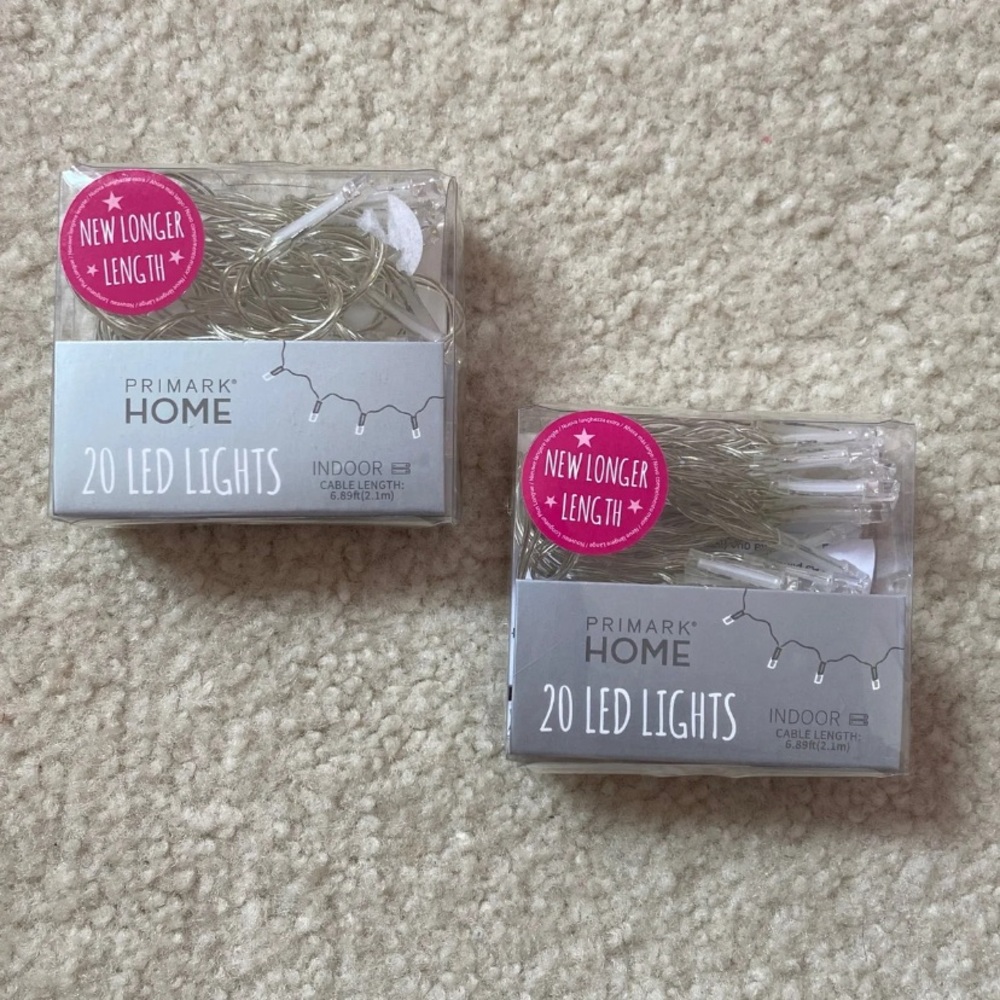 NEW LONGER
LENGTH
PRIMARK®
HOME
20 LED LIGHTS
INDOOR
CABLE LENGTH:
6.89ft(2.1m)
NEW LONGER
LENGTH
PRIMARK®
HOME
20 LED LIGHTS
INDOOR
CABLE LENGTH:
6.89ft(2.1m)